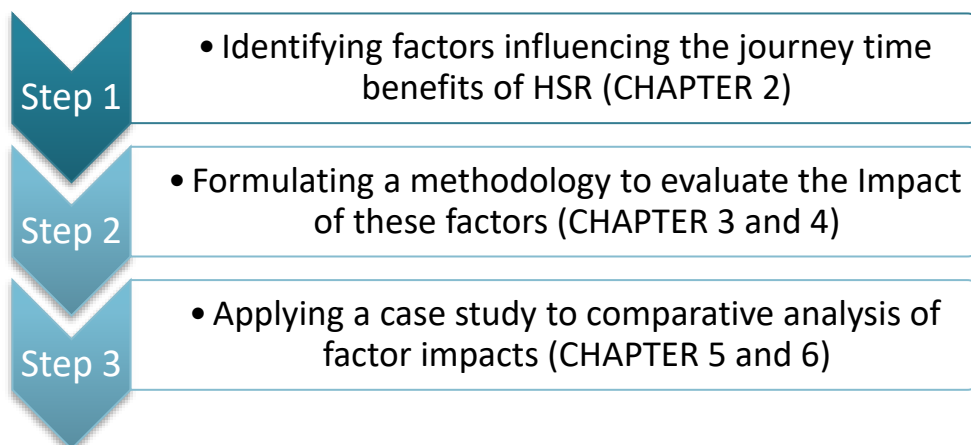 Step 1
• Identifying factors influencing the journey time
benefits of HSR (CHAPTER 2)
Step 2
• Formulating a methodology to evaluate the Impact
of these factors (CHAPTER 3 and 4)
Step 3
• Applying a case study to comparative analysis of
factor impacts (CHAPTER 5 and 6)